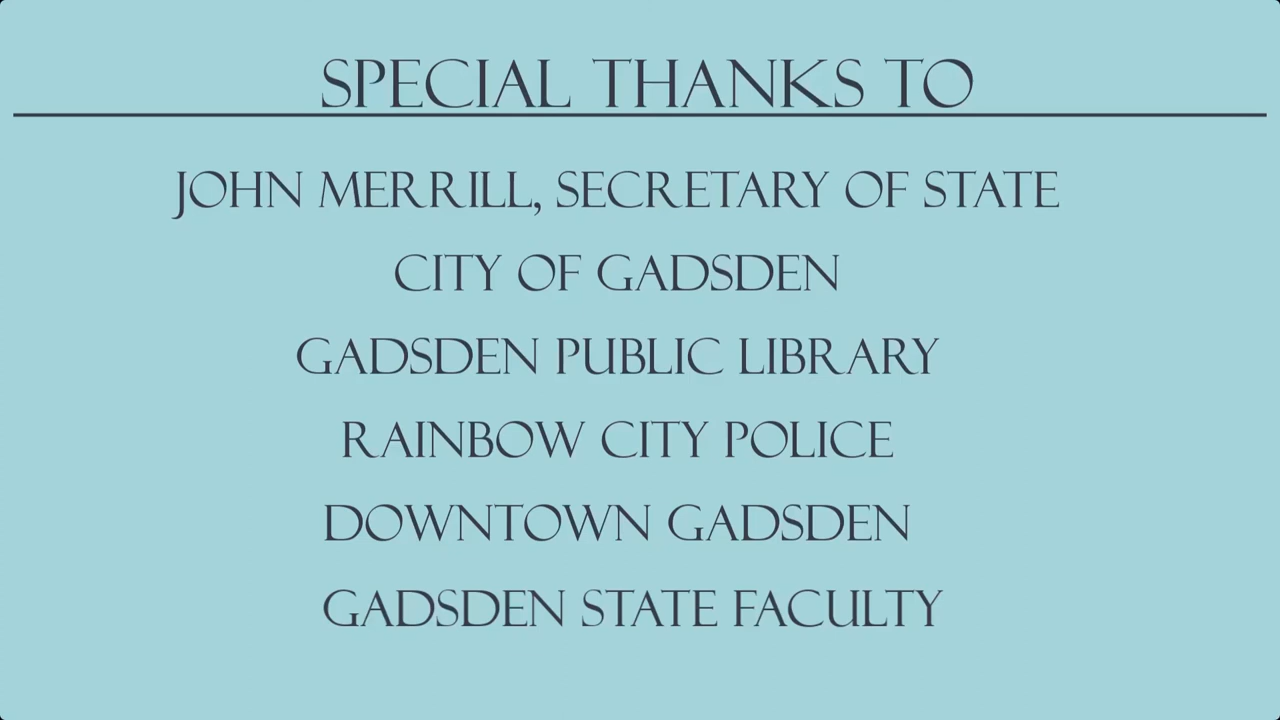 SPECIAL THANKS TO
JOHN MERRILL, SECRETARY OF STATE
CITY OF GADSDEN
GADSDEN PUBLIC LIBRARY
RAINBOW CITY POLICE
DOWNTOWN GADSDEN
GADSDEN STATE FACULTY